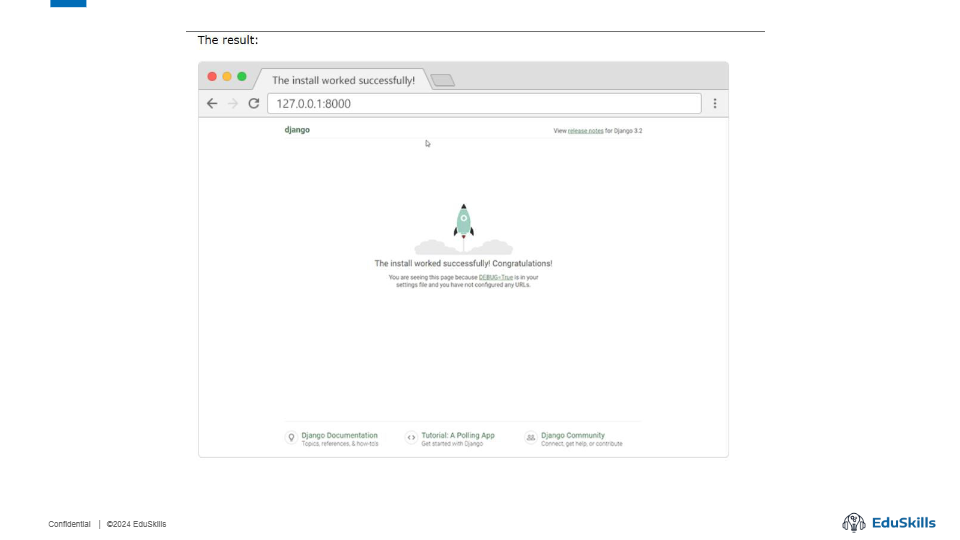 The result:
The install worked successfully!
127.0.0.1:8000
django
View release notes for Django 3.2
The install worked successfully! Congratulations!
You are seeing this page because DEBUG=True is in your
settings file and you have not configured any URLs.
Django Documentation
Topics, references, & how-to's
Tutorial: A Polling App
Get started with Django
Django Community
Connect, get help, or contribute
Confidential | ©2024 EduSkills
EduSkills